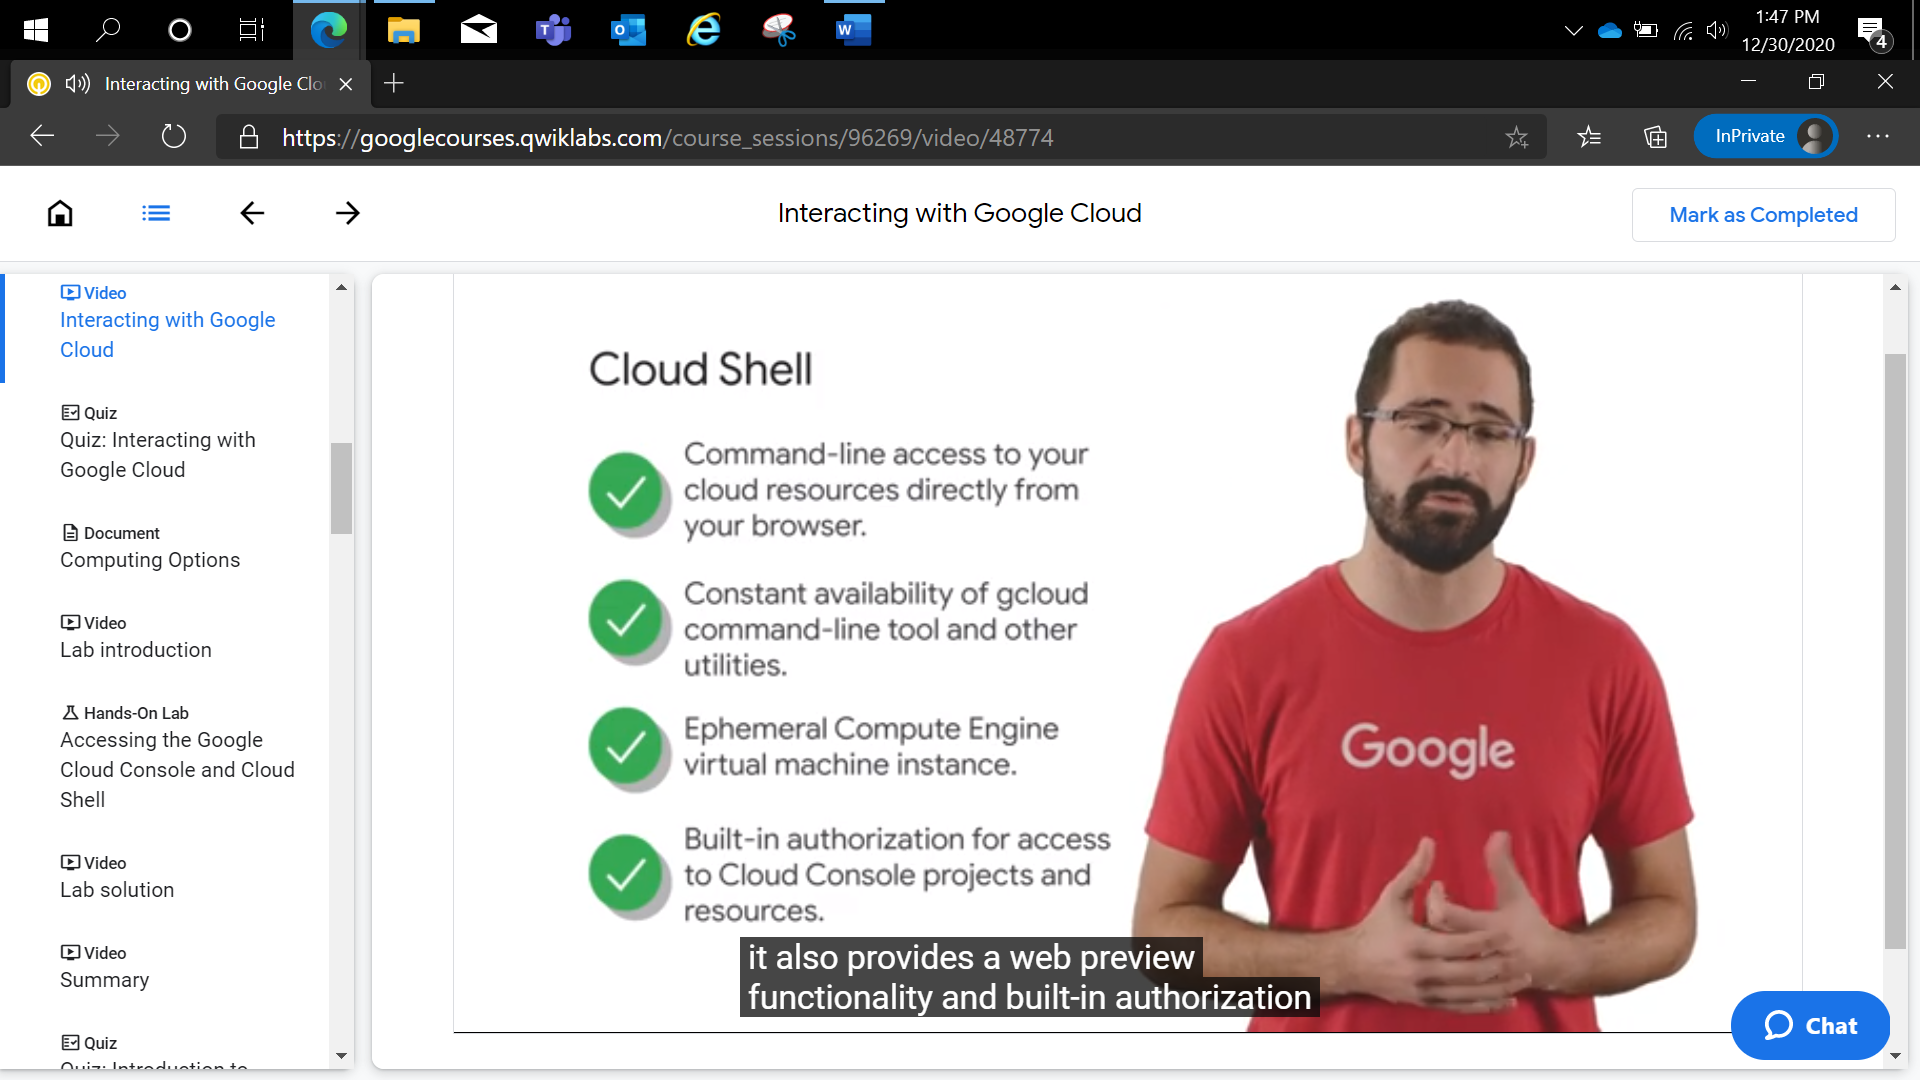 1:47 PM
12/30/2020
4
Interacting with Google Clo
https://googlecourses.qwiklabs.com/course_sessions/96269/video/48774
InPrivate
Interacting with Google Cloud
Mark as Completed
Video
Interacting with Google
Cloud
Quiz
Quiz: Interacting with
Google Cloud
Document
Computing Options
Video
Lab introduction
Hands-On Lab
Accessing the Google
Cloud Console and Cloud
Shell
Video
Lab solution
Video
Summary
Quiz
Quiz: Introduction to
Cloud Shell
Command-line access to your
cloud resources directly from
your browser.
Constant availability of gcloud
command-line tool and other
utilities.
Ephemeral Compute Engine
virtual machine instance.
Built-in authorization for access
to Cloud Console projects and
resources.
Google
it also provides a web preview
functionality and built-in authorization
Chat